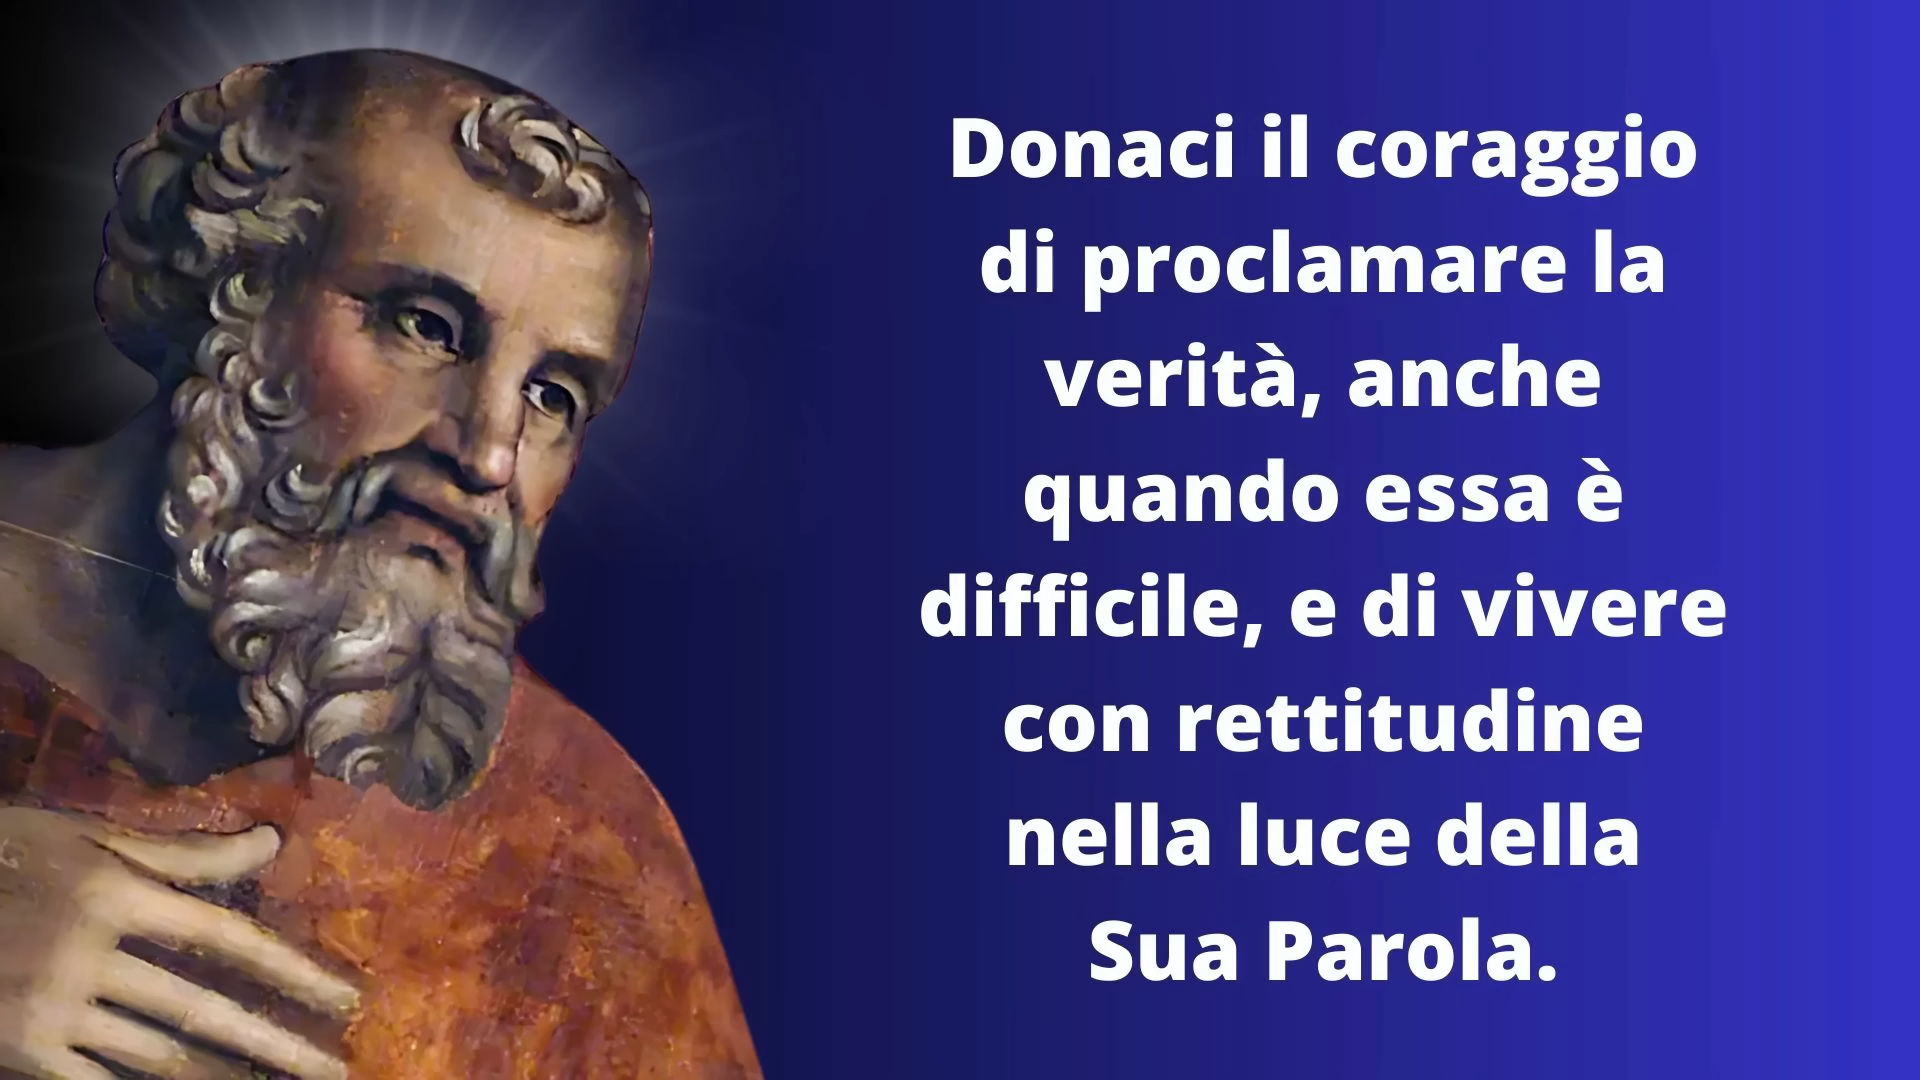 Donaci il coraggio
di proclamare la
verità, anche
quando essa è
difficile, e di vivere
con rettitudine
nella luce della
Sua Parola.